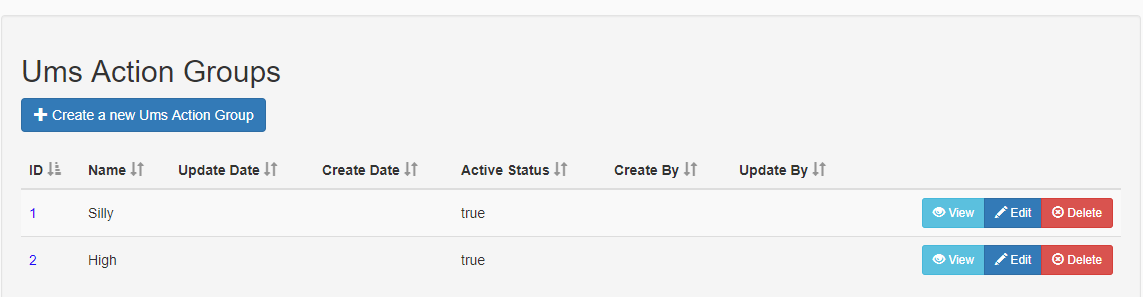 Ums Action Groups
Create a new Ums Action Group
ID Name Update Date Create Date Active Status Create By Update By
1 Silly true View Edit Delete
2 High true View Edit Delete